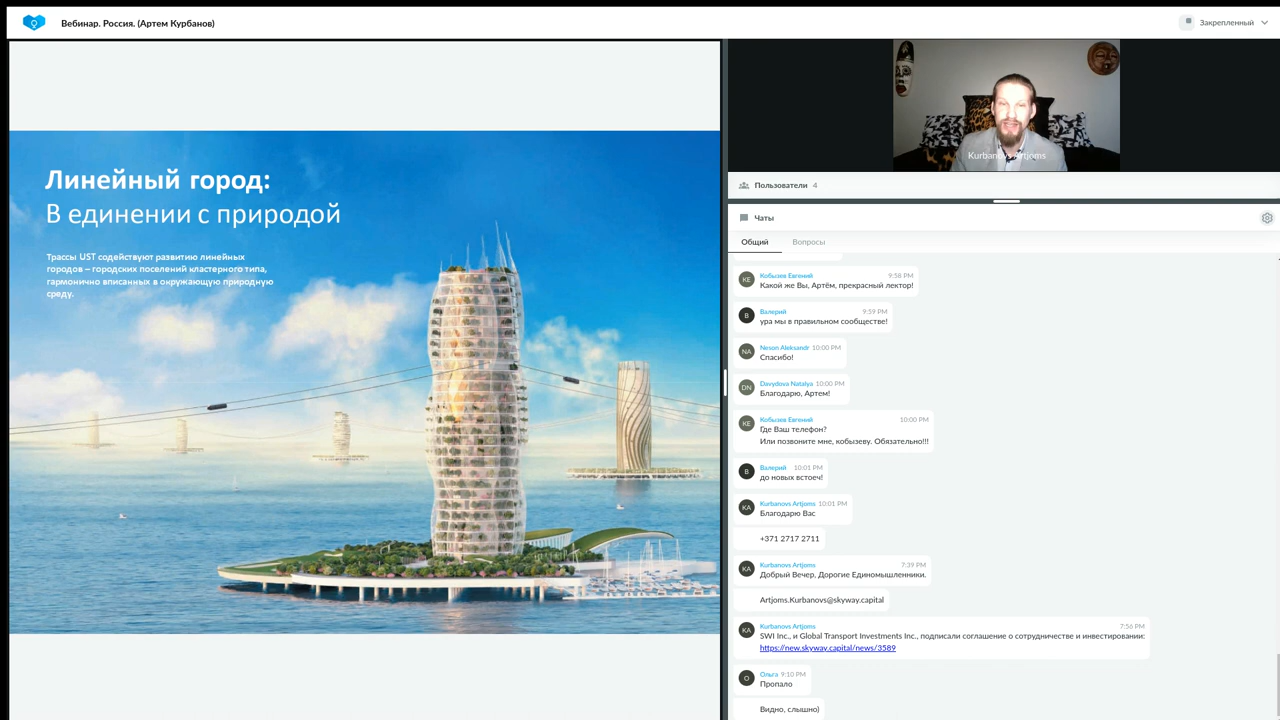 Вебинар. Россия. (Артем Курбанов)
Закрепленный
Линейный город:
В единении с природой
Трассы UST содействуют развитию линейных
городов – городских поселений кластерного типа,
гармонично вписанных в окружающую природную
среду.
Kurbanovs Artjoms
Пользователи 4
Чаты
Общий Вопросы
KE Кобызев Евгений 9:58 PM
Какой же Вы, Артём, прекрасный лектор!
В Валерий 9:59 PM
ура мы в правильном сообществе!
NA Nexon Aleksandr 10:00 PM
Спасибо!
DN Davydova Natalya 10:00 PM
Благодарю, Артем!
KE Кобызев Евгений 10:00 PM
Где Ваш телефон?
Или позвоните мне, кобызеву. Обязательно!!!
В Валерий 10:01 PM
до новых встоеч!
KA Kurbanovs Artjoms 10:01 PM
Благодарю Вас
+371 2717 2711
KA Kurbanovs Artjoms 7:39 PM
Добрый Вечер, Дорогие Единомышленники.
Artjoms.Kurbanovs@skyway.capital
KA Kurbanovs Artjoms 7:56 PM
SWI Inc., и Global Transport Investments Inc., подписали соглашение о сотрудничестве и инвестировании:
https://new.skyway.capital/news/3589
О Ольга 9:10 PM
Пропало
Видно, слышно)